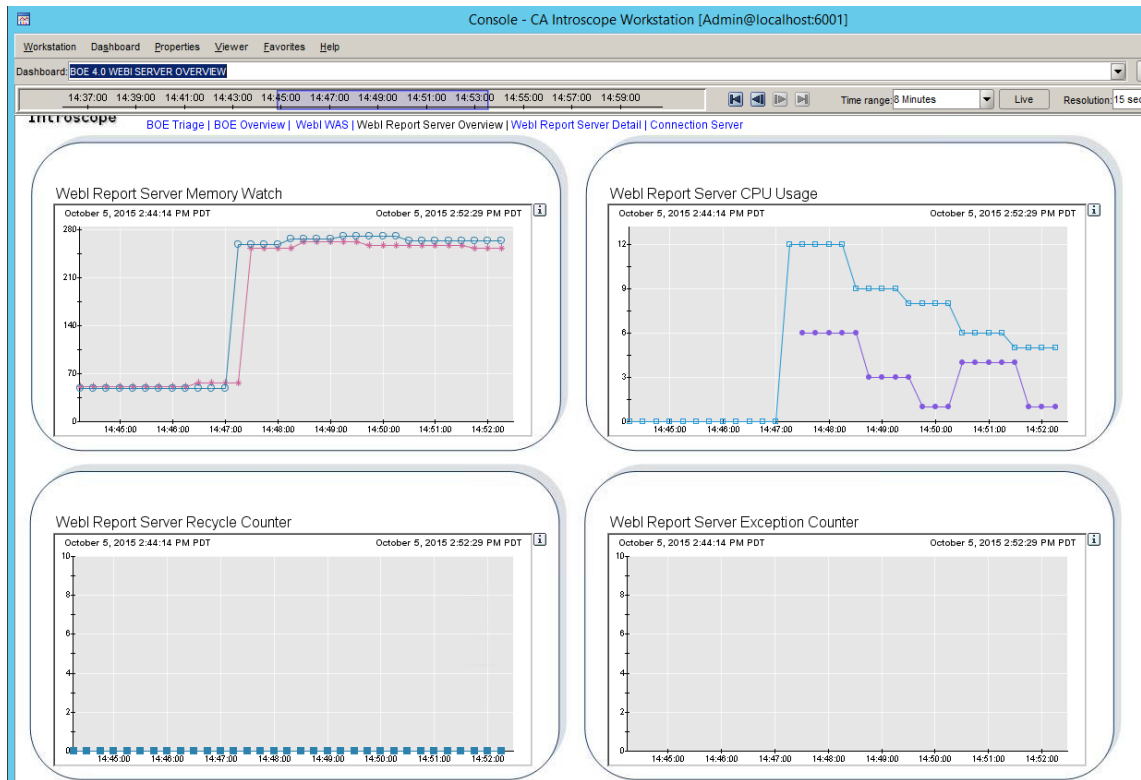 Console - CA Introscope Workstation [Admin@localhost:6001]
Workstation Dashboard Properties Viewer Favorites Help
Dashboard: BOE 4.0 WEBI SERVER OVERVIEW
14:37:00 14:39:00 14:41:00 14:43:00 14:45:00 14:47:00 14:49:00 14:51:00 14:53:00 14:55:00 14:57:00 14:59:00 Time range: 8 Minutes Live Resolution: 15 sec
Introscope BOE Triage | BOE Overview | WebI WAS | WebI Report Server Overview | WebI Report Server Detail | Connection Server
WebI Report Server Memory Watch
October 5, 2015 2:44:14 PM PDT October 5, 2015 2:52:29 PM PDT i
280
210
140
70
0
14:45:00 14:46:00 14:47:00 14:48:00 14:49:00 14:50:00 14:51:00 14:52:00
WebI Report Server CPU Usage
October 5, 2015 2:44:14 PM PDT October 5, 2015 2:52:29 PM PDT i
12
9
6
3
0
14:45:00 14:46:00 14:47:00 14:48:00 14:49:00 14:50:00 14:51:00 14:52:00
WebI Report Server Recycle Counter
October 5, 2015 2:44:14 PM PDT October 5, 2015 2:52:29 PM PDT i
10
8
6
4
2
0
14:45:00 14:46:00 14:47:00 14:48:00 14:49:00 14:50:00 14:51:00 14:52:00
WebI Report Server Exception Counter
October 5, 2015 2:44:14 PM PDT October 5, 2015 2:52:29 PM PDT i
10
8
6
4
2
0
14:45:00 14:46:00 14:47:00 14:48:00 14:49:00 14:50:00 14:51:00 14:52:00